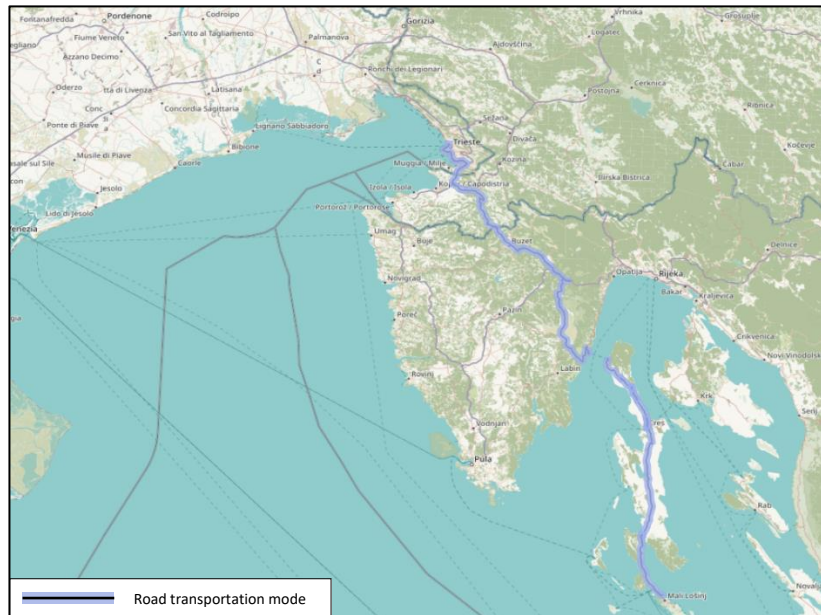 Fontanafredda
Pordenone
Codroipo
Gorizia
Vrhnika
Grosuplje
Fiume Veneto
San Vito al Tagliamento
Palmanova
Logatec
Azzano Decimo
Ajdovščina
Ronchi dei Legionari
Cerknica
Oderzo
Latisana
Postojna
Ribnica
Concordia Sagittaria
Sežana
Ponte di Piave
Lignano Sabbiadoro
Divača
Trieste
Musile di Piave
Bibione
Kočevje
Caorle
Muggia / Milje
Kozina
Čabar
Jesolo
Izola / Isola
Ilirska Bistrica
Lido di Jesolo
Portorož / Portorose
Venezia
Umag
Buje
Buzet
Delnice
Opatija
Rijeka
Novigrad
Bakar
Kraljevica
Pazin
Poreč
Crikvenica
Novi Vinodolski
Rovinj
Labin
Krk
Senj
Vodnjan
Pula
Rab
Mali Lošinj
Road transportation mode